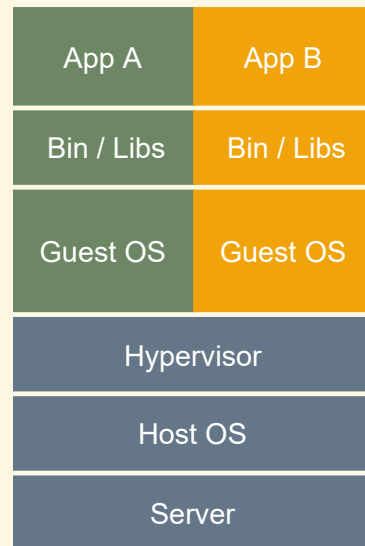 App A App B
Bin / Libs Bin / Libs
Guest OS Guest OS
Hypervisor
Host OS
Server